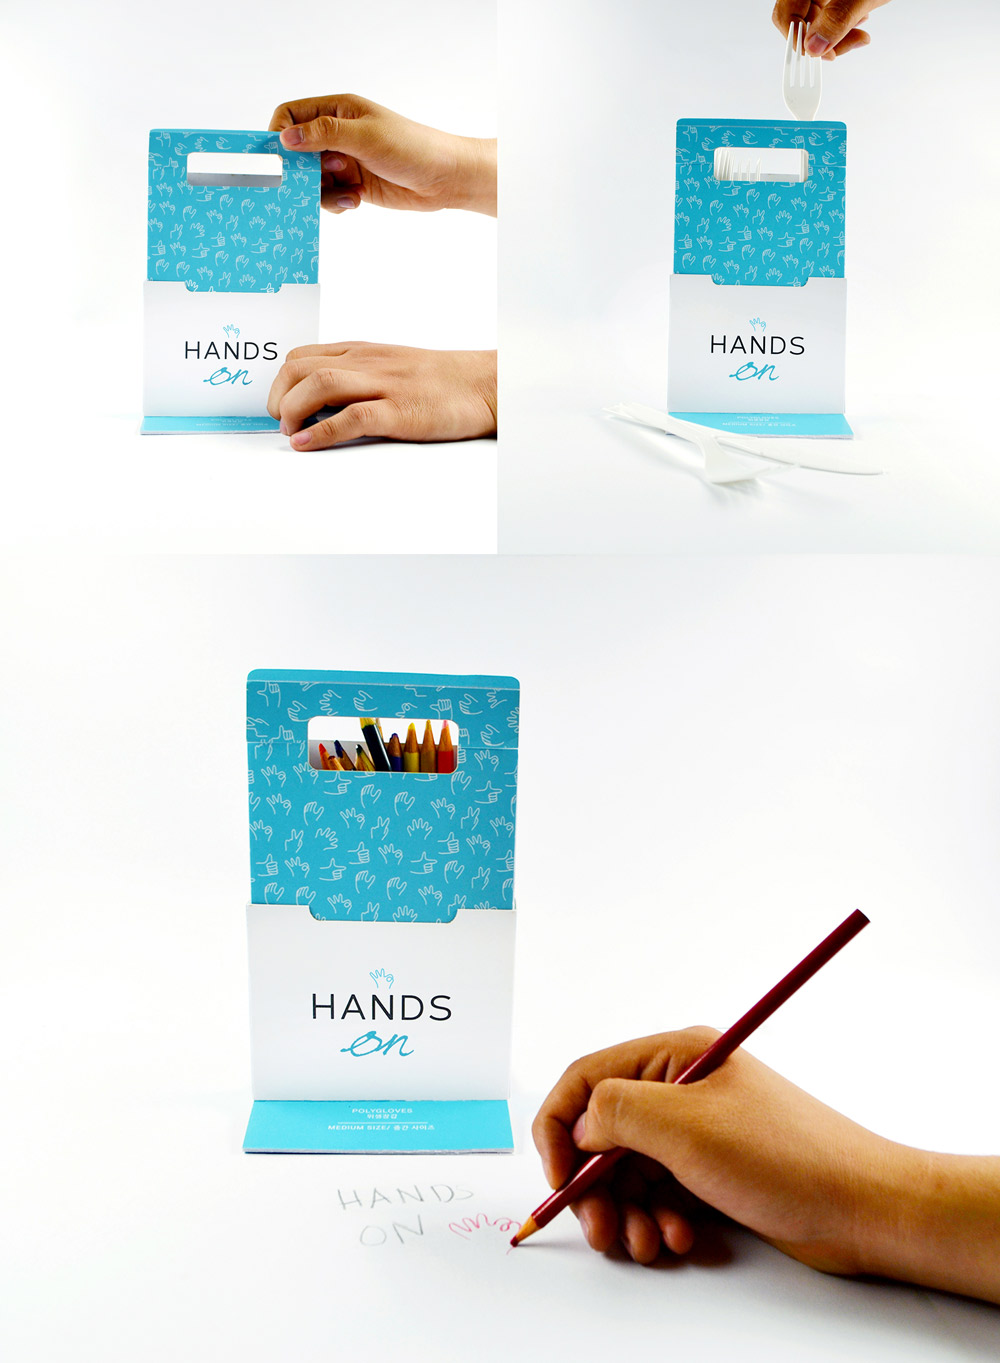 HANDS
on
HANDS
on
HANDS
on
POLYGLOVES
위생장갑
MEDIUM SIZE/ 중간 사이즈
HANDS
ON